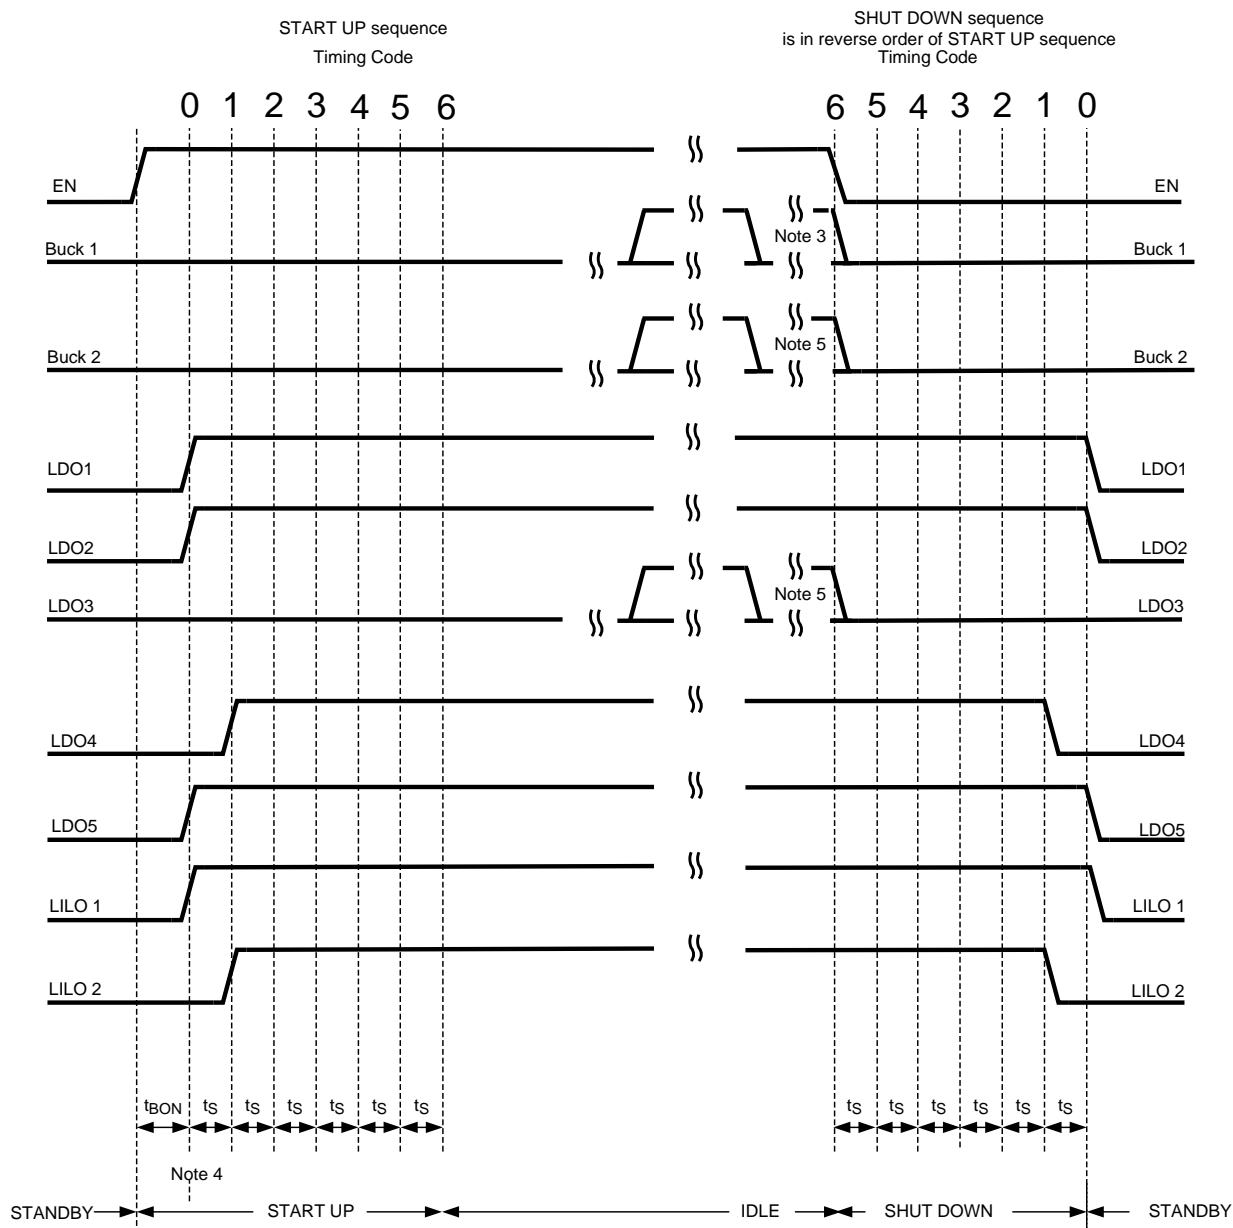 START UP sequence
Timing Code
SHUT DOWN sequence
is in reverse order of START UP sequence
Timing Code
0 1 2 3 4 5 6
6 5 4 3 2 1 0
EN
EN
Buck 1
Note 3
Buck 1
Buck 2
Note 5
Buck 2
LDO1
LDO1
LDO2
LDO2
LDO3
Note 5
LDO3
LDO4
LDO4
LDO5
LDO5
LILO 1
LILO 1
LILO 2
LILO 2
tBON tS tS tS tS tS tS
tS tS tS tS tS tS
Note 4
STANDBY START UP IDLE SHUT DOWN STANDBY